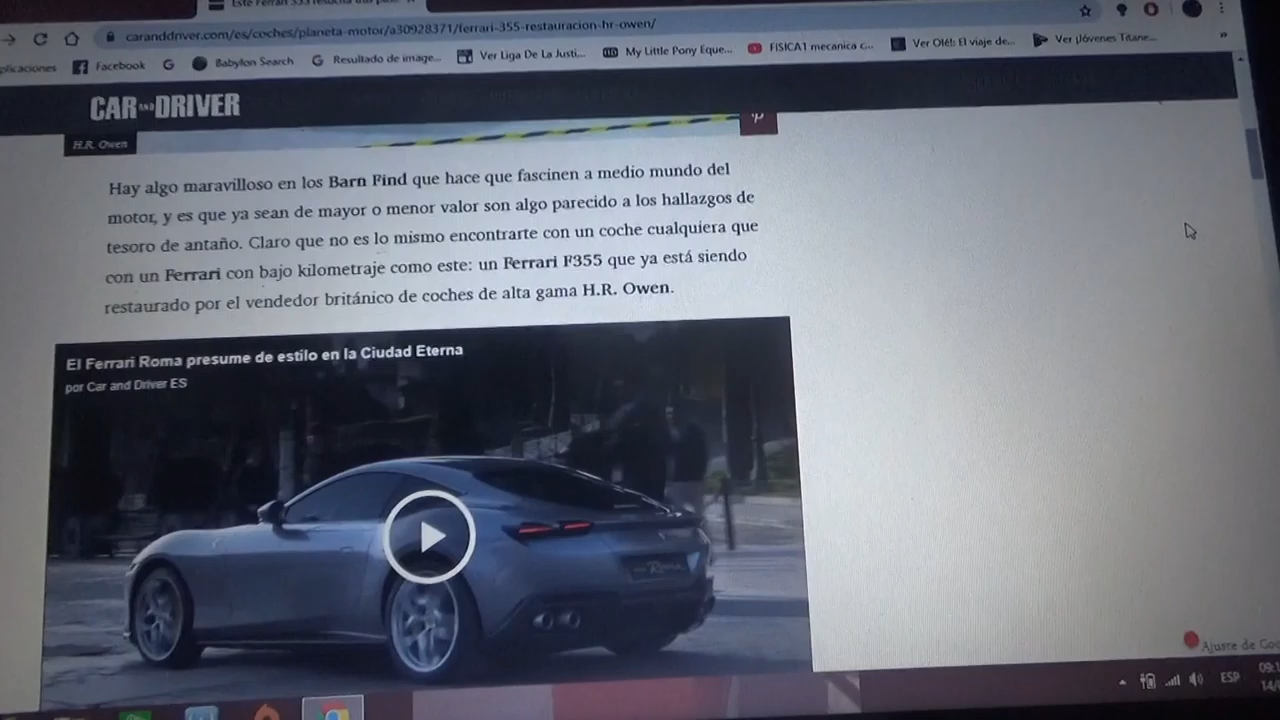 caranddriver.com/es/coches/planeta-motor/a30928371/ferrari-355-restauracion-hr-owen/
plicaciones Facebook Babylon Search Resultado de image... Ver Liga De La Justi... My Little Pony Eque... FISICA1 mecanica c... Ver Olé!: El viaje de... Ver ¡Jóvenes Titane... »
CAR AND DRIVER
H.R. Owen
Hay algo maravilloso en los Barn Find que hace que fascinen a medio mundo del
motor, y es que ya sean de mayor o menor valor son algo parecido a los hallazgos de
tesoro de antaño. Claro que no es lo mismo encontrarte con un coche cualquiera que
con un Ferrari con bajo kilometraje como este: un Ferrari F355 que ya está siendo
restaurado por el vendedor británico de coches de alta gama H.R. Owen.
El Ferrari Roma presume de estilo en la Ciudad Eterna
por Car and Driver ES
Roma
Ajuste de
ESP